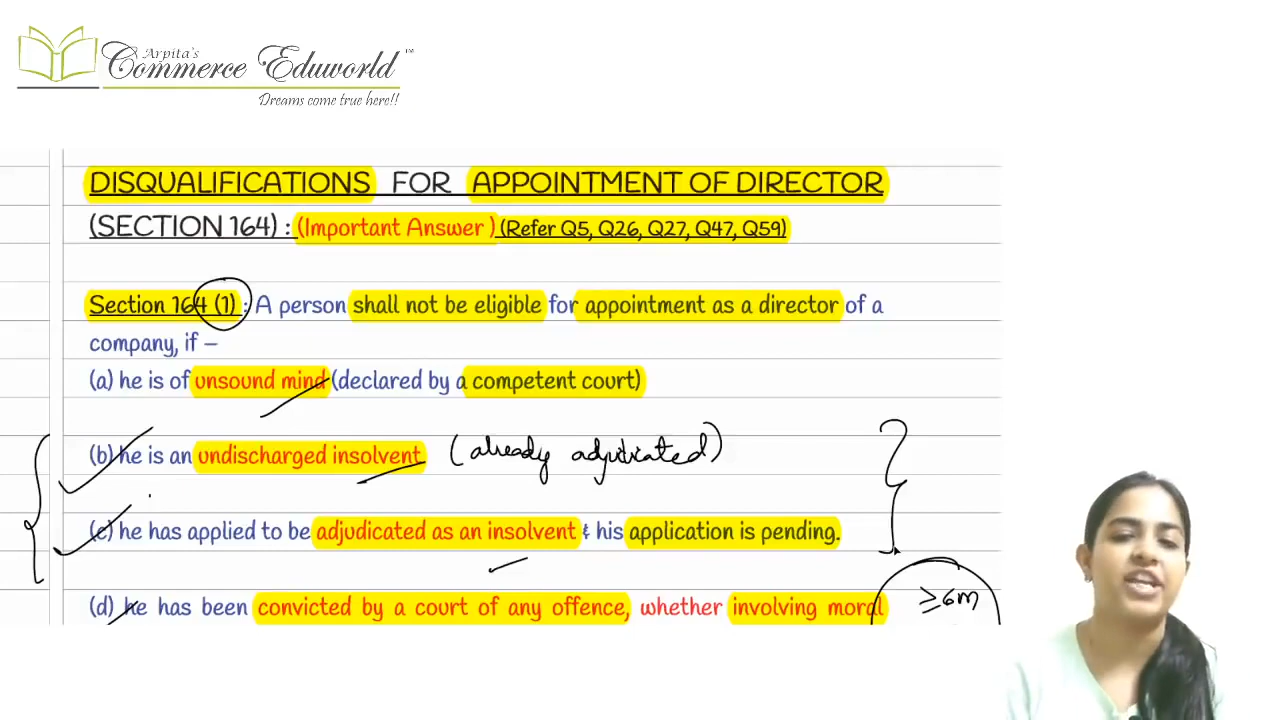 Arpita's
Commerce Eduworld™
Dreams come true here!!
DISQUALIFICATIONS FOR APPOINTMENT OF DIRECTOR
(SECTION 164) : (Important Answer ) (Refer Q5, Q26, Q27, Q47, Q59)
Section 164 (1) : A person shall not be eligible for appointment as a director of a
company, if –
(a) he is of unsound mind (declared by a competent court)
(b) he is an undischarged insolvent (already adjudicated)
(c) he has applied to be adjudicated as an insolvent & his application is pending.
(d) he has been convicted by a court of any offence, whether involving moral
≥6m